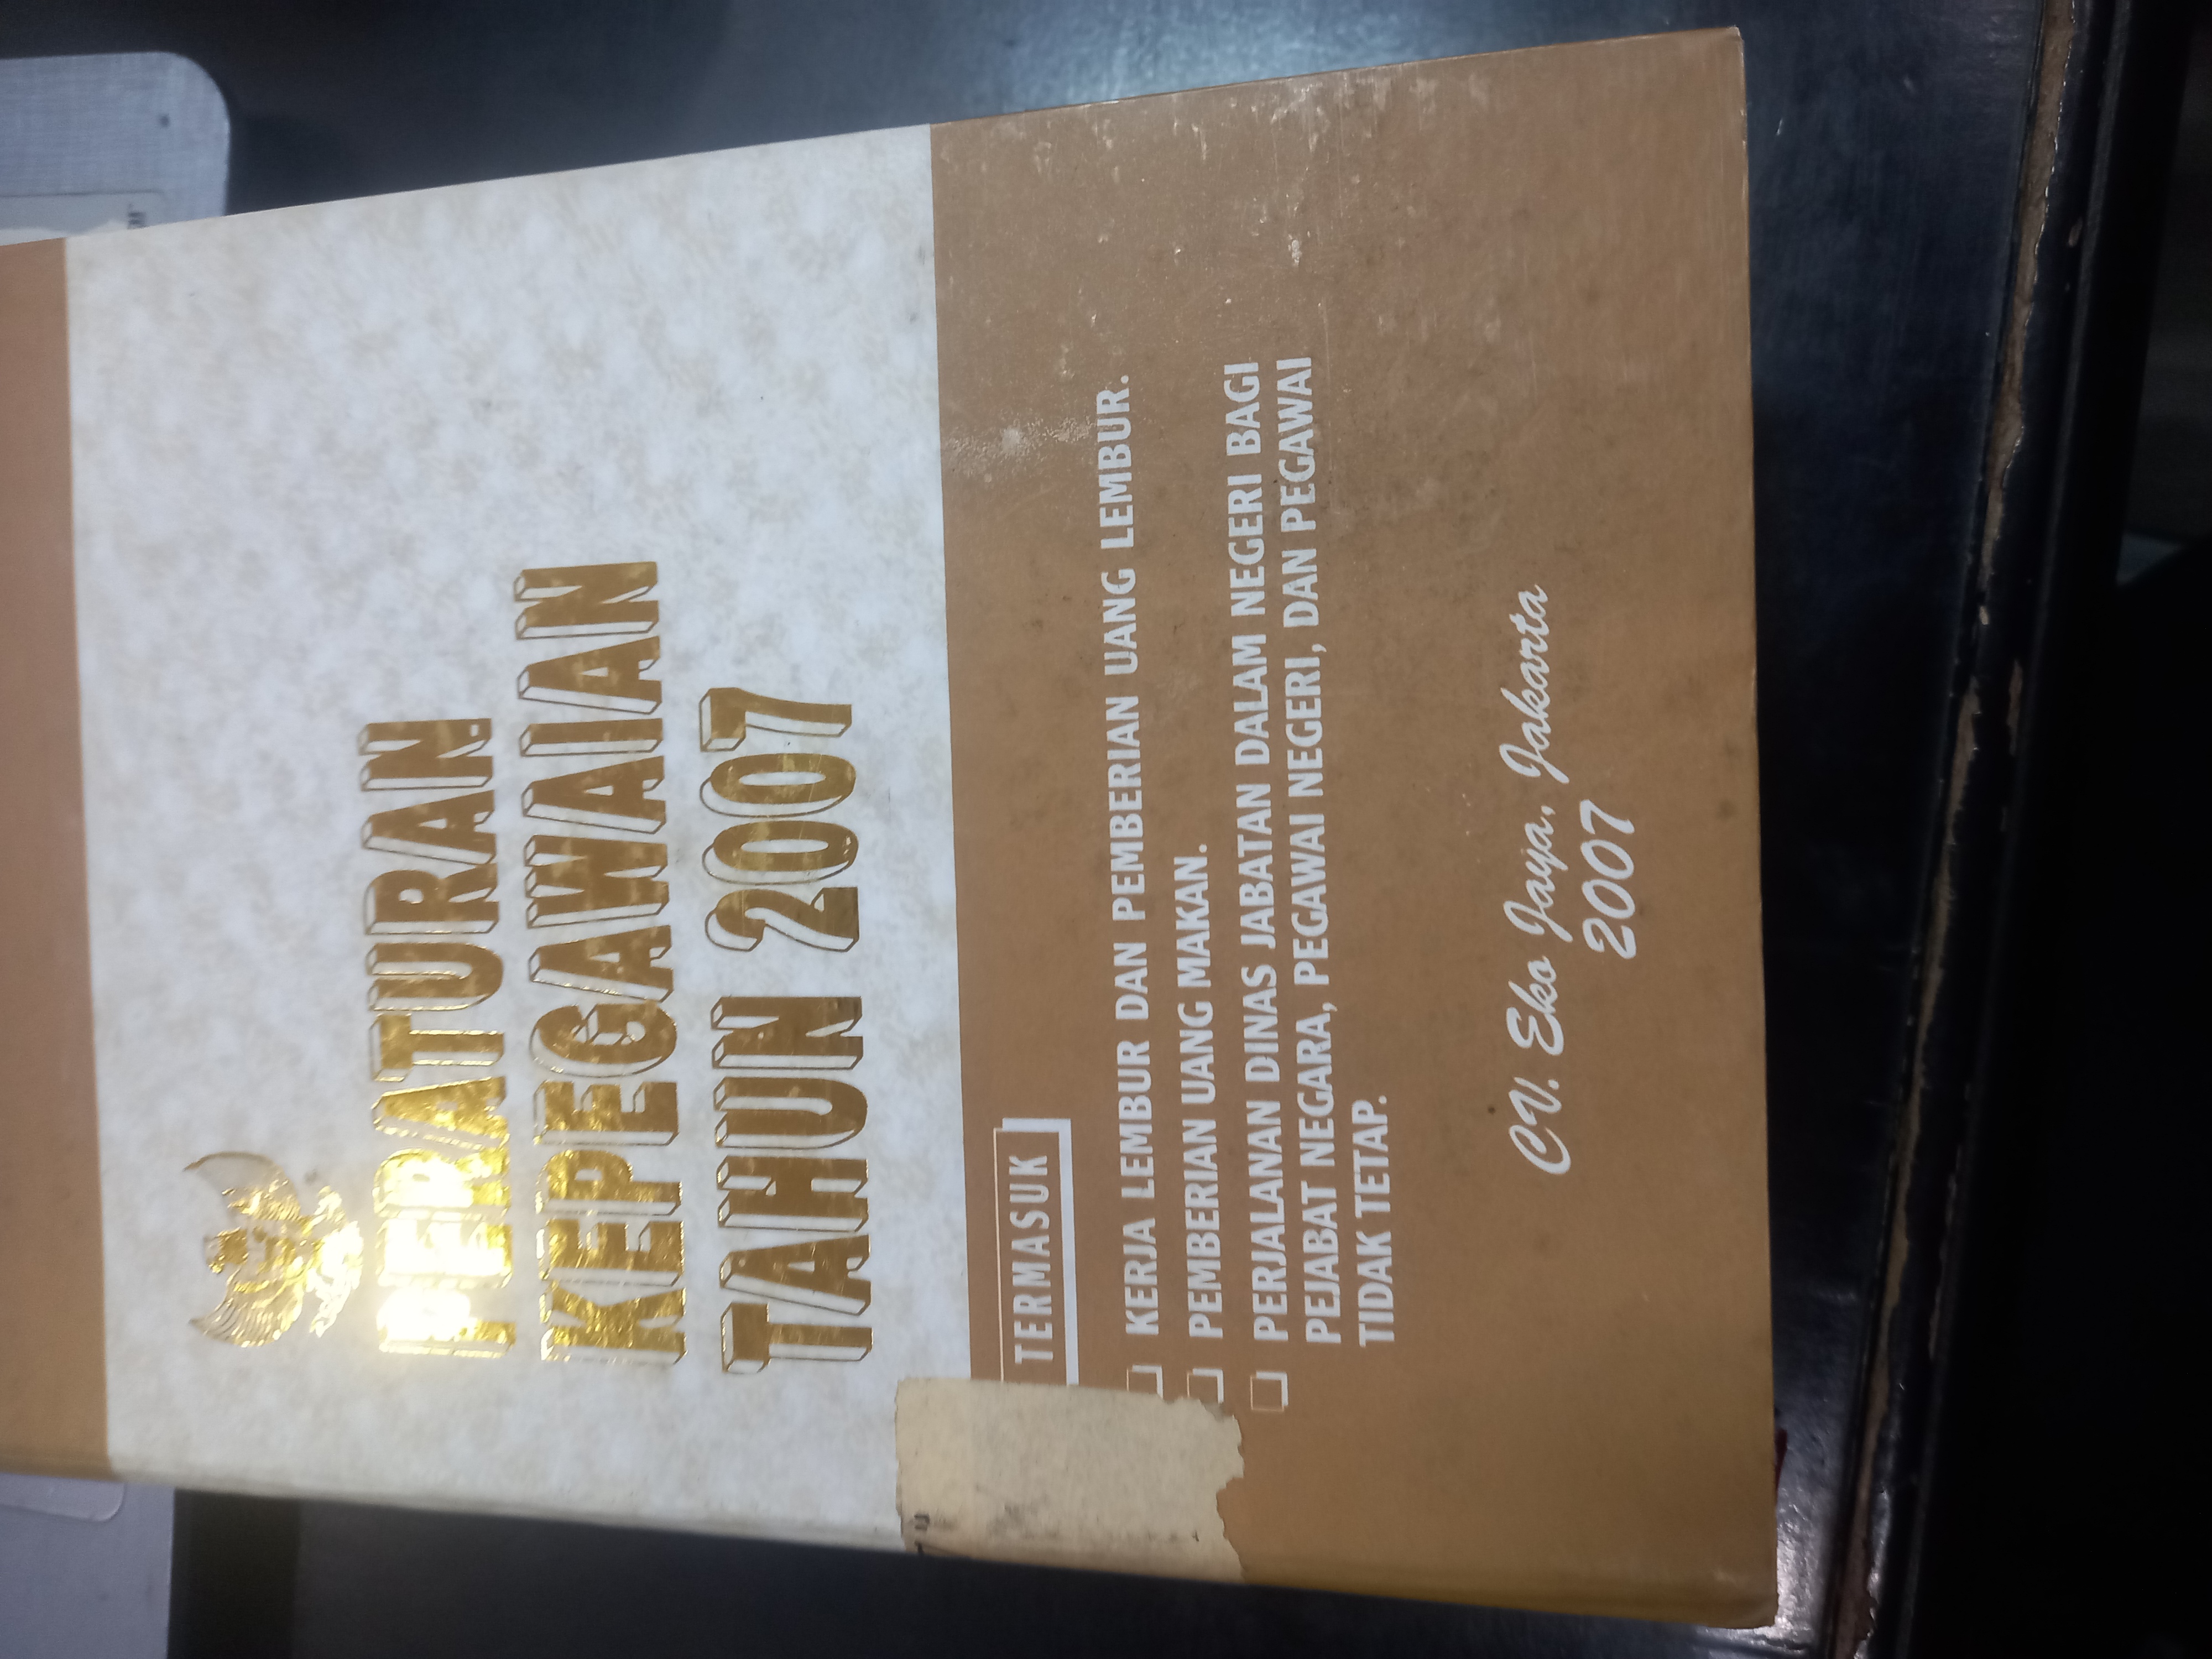 PERATURAN
KEPEGAWAIAN
TAHUN 2007
TERMASUK
KERJA LEMBUR DAN PEMBERIAN UANG LEMBUR.
PEMBERIAN UANG MAKAN.
PERJALANAN DINAS JABATAN DALAM NEGERI BAGI
PEJABAT NEGARA, PEGAWAI NEGERI, DAN PEGAWAI
TIDAK TETAP.
CV. Eko Jaya, Jakarta
2007